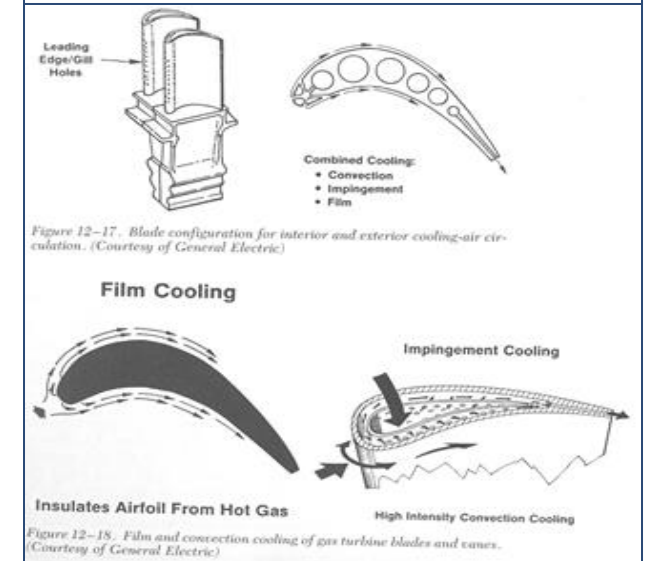 Leading
Edge/Gill
Holes
Combined Cooling:
• Convection
• Impingement
• Film
Figure 12–17. Blade configuration for interior and exterior cooling-air cir-
culation. (Courtesy of General Electric)
Film Cooling
Impingement Cooling
Insulates Airfoil From Hot Gas
High Intensity Convection Cooling
Figure 12–18. Film and convection cooling of gas turbine blades and vanes.
(Courtesy of General Electric)